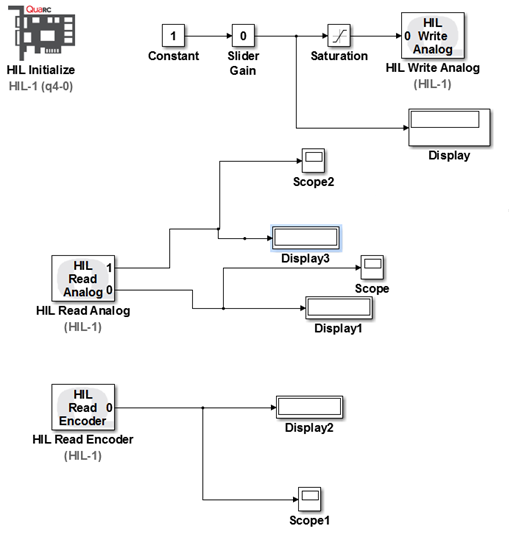 QUARC
HIL Initialize
HIL-1 (q4-0)
1
Constant
0
Slider
Gain
Saturation
0
HIL
Write
Analog
HIL Write Analog
(HIL-1)
Display
Scope2
Display3
HIL
Read
Analog
1
0
HIL Read Analog
(HIL-1)
Scope
Display1
HIL
Read
Encoder
0
HIL Read Encoder
(HIL-1)
Display2
Scope1